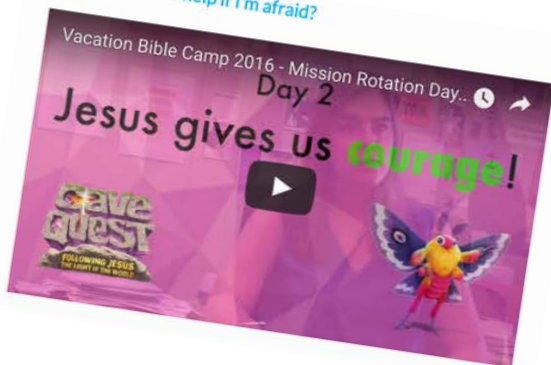 help if I'm afraid?
Vacation Bible Camp 2016 - Mission Rotation Day...
Day 2
Jesus gives us courage!
Cave
Quest
FOLLOWING JESUS
THE LIGHT OF THE WORLD